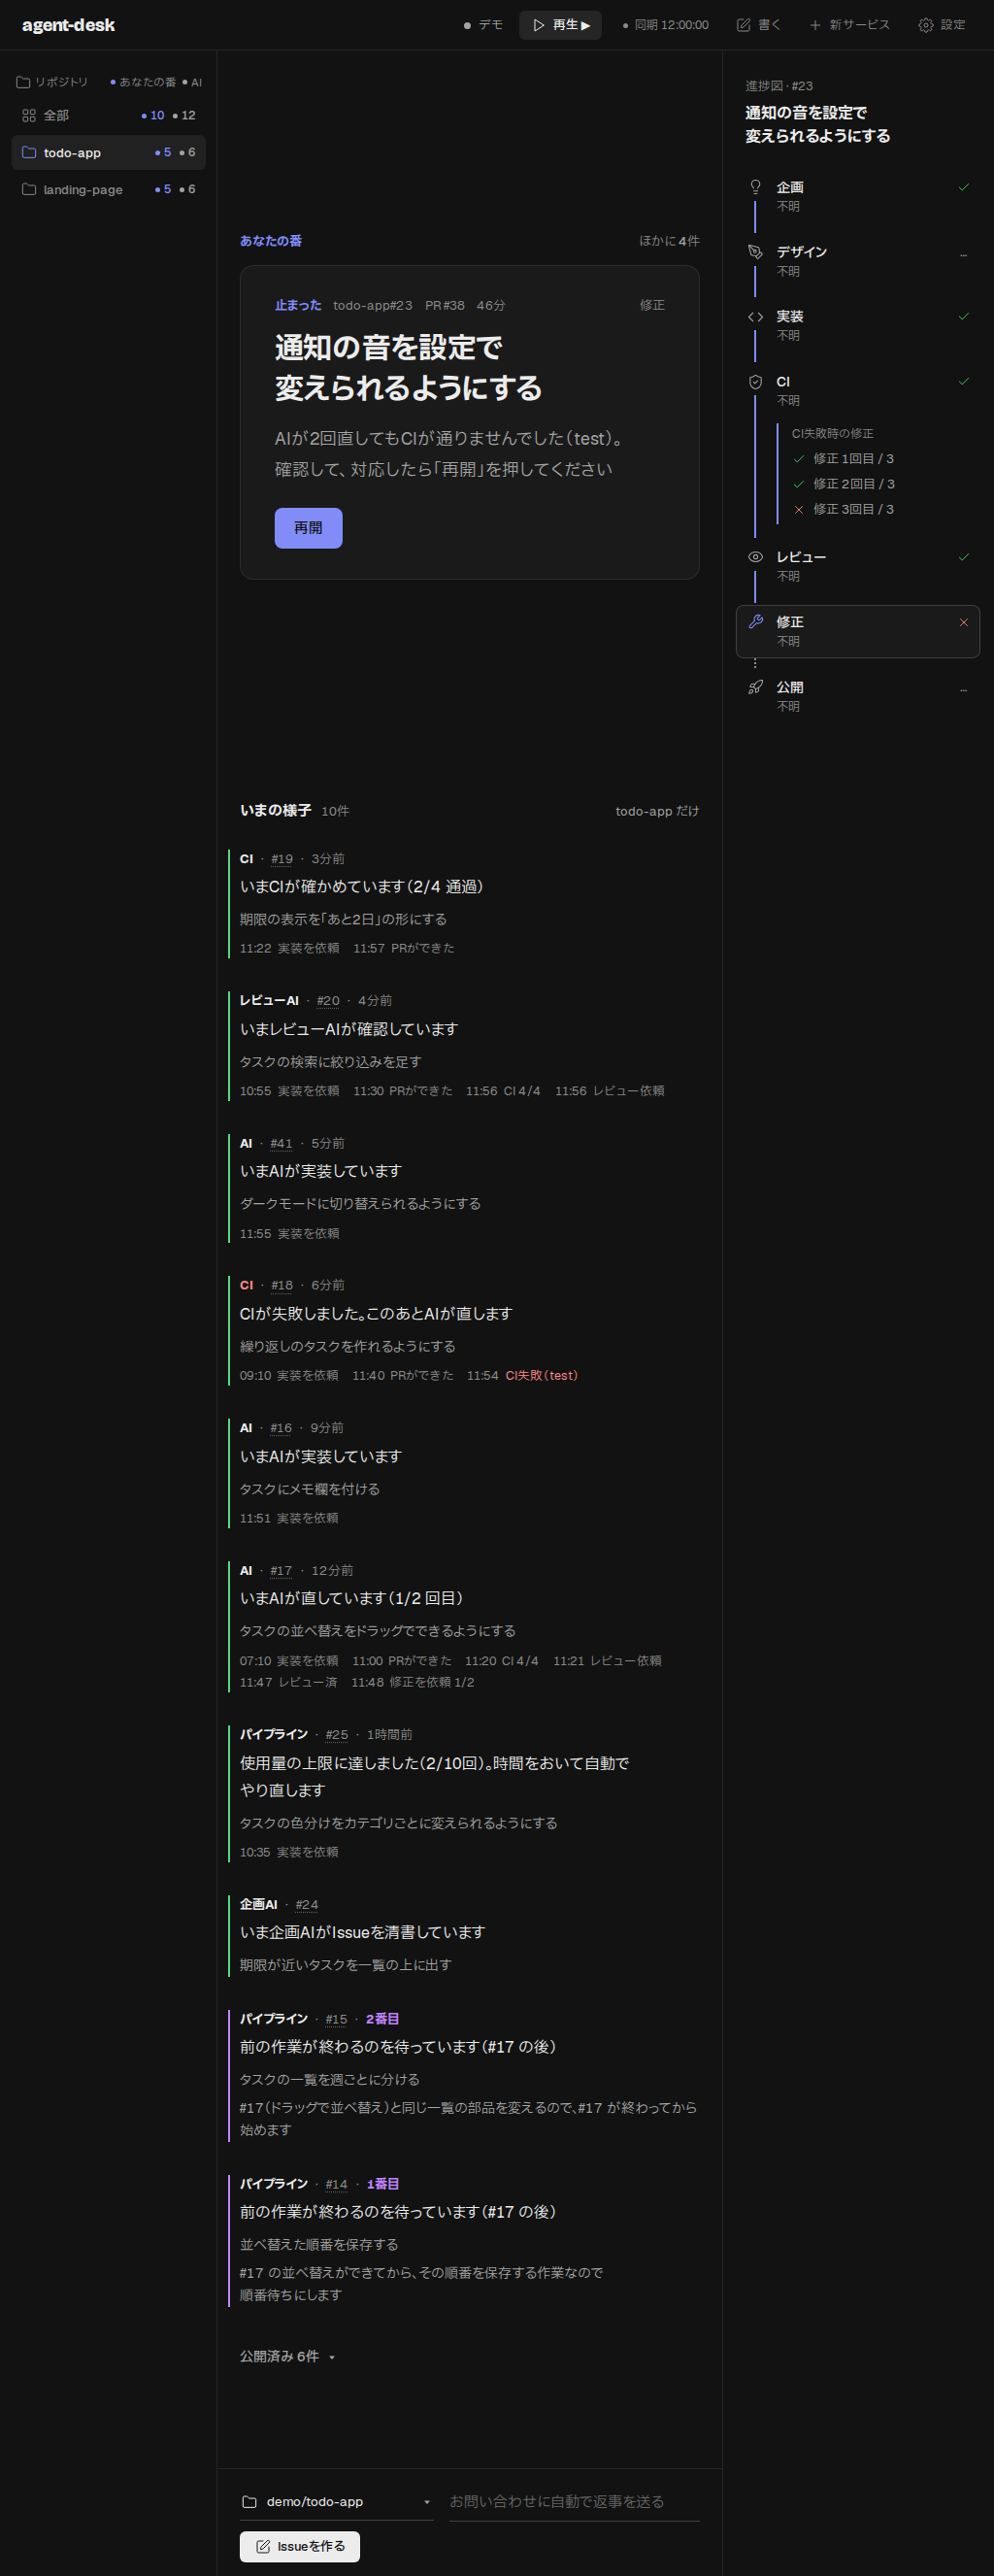 agent-desk
デモ
再生 ▶
同期 12:00:00
書く
新サービス
設定
リポジトリ
あなたの番
AI
全部
10
12
todo-app
5
6
landing-page
5
6
あなたの番
ほかに 4件
止まった todo-app#23 PR#38 46分
修正
通知の音を設定で
変えられるようにする
AIが2回直してもCIが通りませんでした（test）。
確認して、対応したら「再開」を押してください
再開
いまの様子 10件
todo-app だけ
CI · #19 · 3分前
いまCIが確かめています（2/4 通過）
期限の表示を「あと2日」の形にする
11:22 実装を依頼 11:57 PRができた
レビューAI · #20 · 4分前
いまレビューAIが確認しています
タスクの検索に絞り込みを足す
10:55 実装を依頼 11:30 PRができた 11:56 CI 4/4 11:56 レビュー依頼
AI · #41 · 5分前
いまAIが実装しています
ダークモードに切り替えられるようにする
11:55 実装を依頼
CI · #18 · 6分前
CIが失敗しました。このあとAIが直します
繰り返しのタスクを作れるようにする
09:10 実装を依頼 11:40 PRができた 11:54 CI失敗（test）
AI · #16 · 9分前
いまAIが実装しています
タスクにメモ欄を付ける
11:51 実装を依頼
AI · #17 · 12分前
いまAIが直しています（1/2 回目）
タスクの並べ替えをドラッグでできるようにする
07:10 実装を依頼 11:00 PRができた 11:20 CI 4/4 11:21 レビュー依頼
11:47 レビュー済 11:48 修正を依頼 1/2
パイプライン · #25 · 1時間前
使用量の上限に達しました（2/10回）。時間をおいて自動で
やり直します
タスクの色分けをカテゴリごとに変えられるようにする
10:35 実装を依頼
企画AI · #24
いま企画AIがIssueを清書しています
期限が近いタスクを一覧の上に出す
パイプライン · #15 · 2番目
前の作業が終わるのを待っています（#17 の後）
タスクの一覧を週ごとに分ける
#17（ドラッグで並べ替え）と同じ一覧の部品を変えるので、#17 が終わってから
始めます
パイプライン · #14 · 1番目
前の作業が終わるのを待っています（#17 の後）
並べ替えた順番を保存する
#17 の並べ替えができてから、その順番を保存する作業なので
順番待ちにします
公開済み 6件
demo/todo-app
お問い合わせに自動で返事を送る
Issueを作る
進捗図 · #23
通知の音を設定で
変えられるようにする
企画
不明
デザイン
…
不明
実装
不明
CI
不明
CI失敗時の修正
修正 1回目 / 3
修正 2回目 / 3
修正 3回目 / 3
レビュー
不明
修正
不明
公開
…
不明